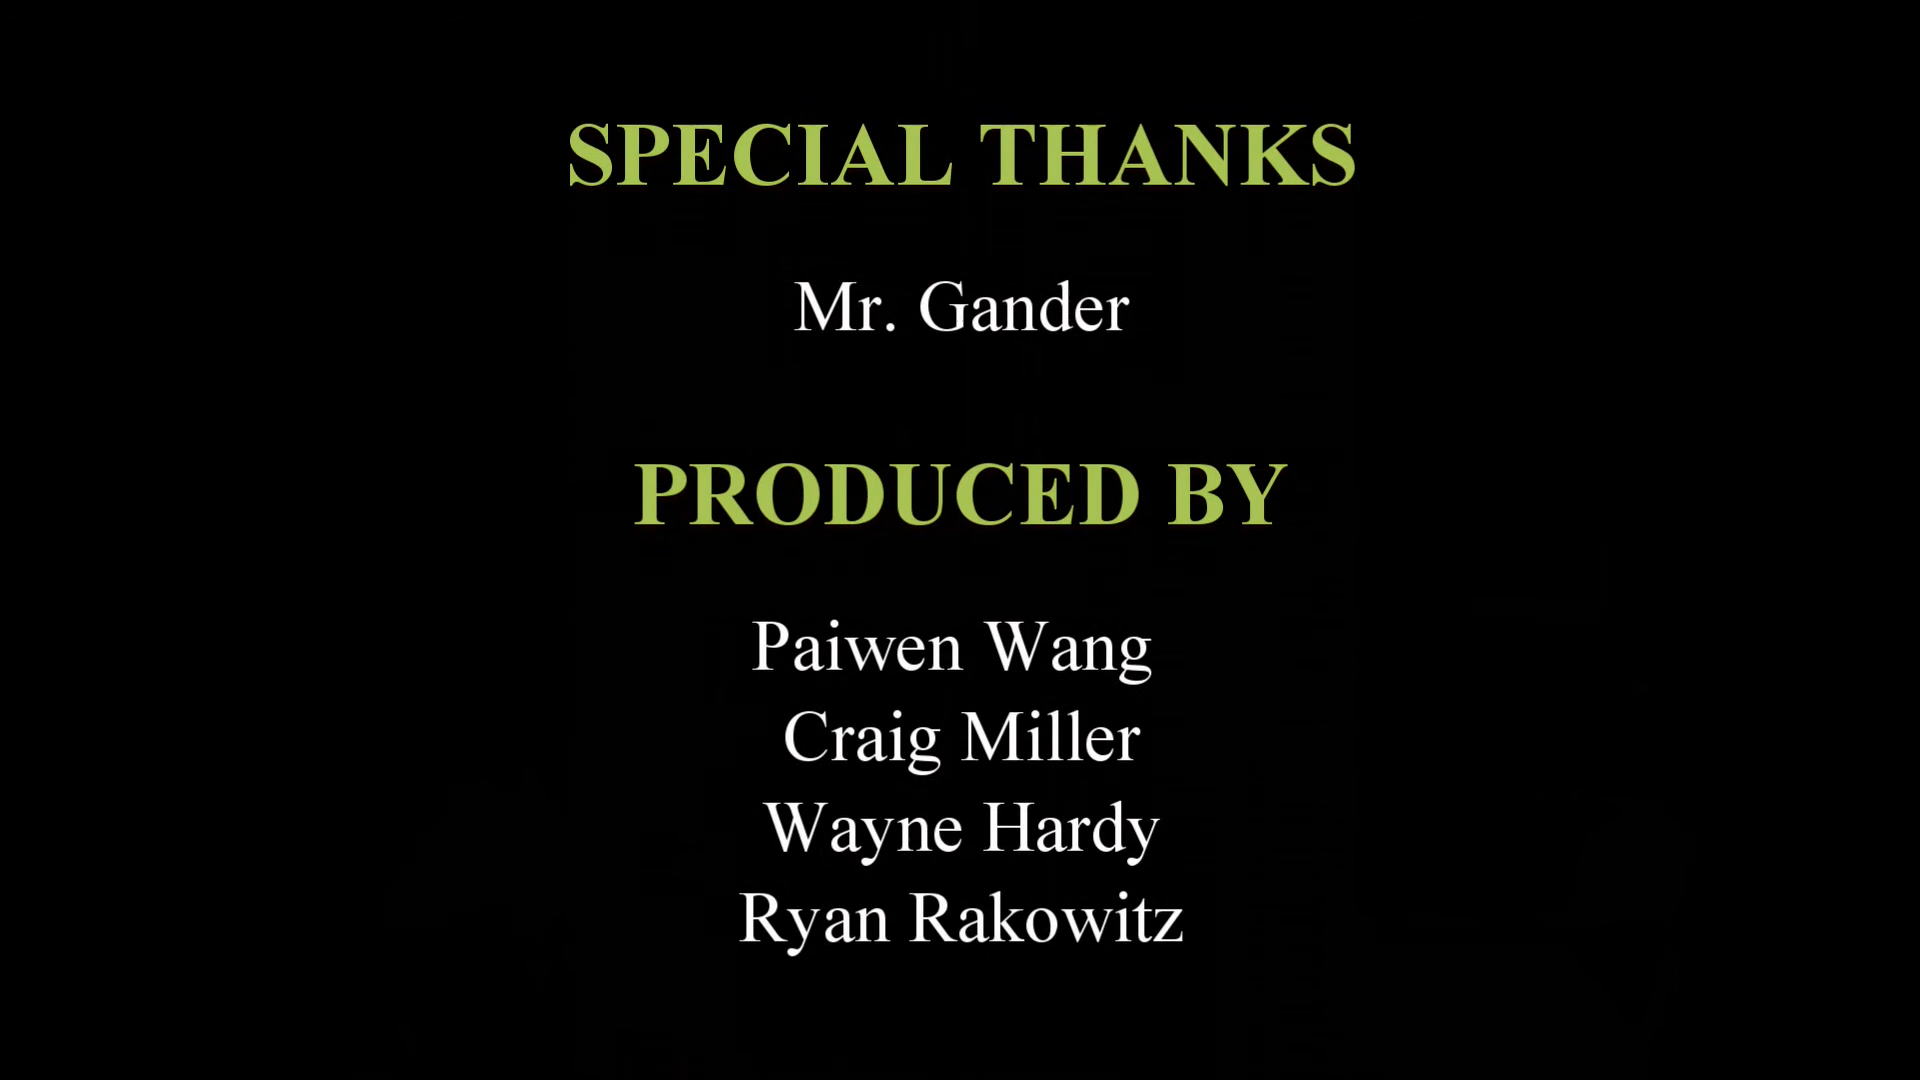 SPECIAL THANKS
Mr. Gander
PRODUCED BY
Paiwen Wang
Craig Miller
Wayne Hardy
Ryan Rakowitz